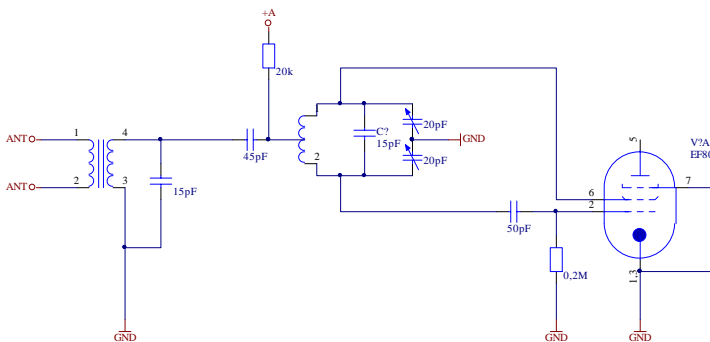 +A
20k
ANT
1
4
45pF
1
C?
15pF
20pF
GND
20pF
2
ANT
2
3
15pF
5
V?A
EF80
7
6
2
50pF
0,2M
1,3
GND
GND
GND